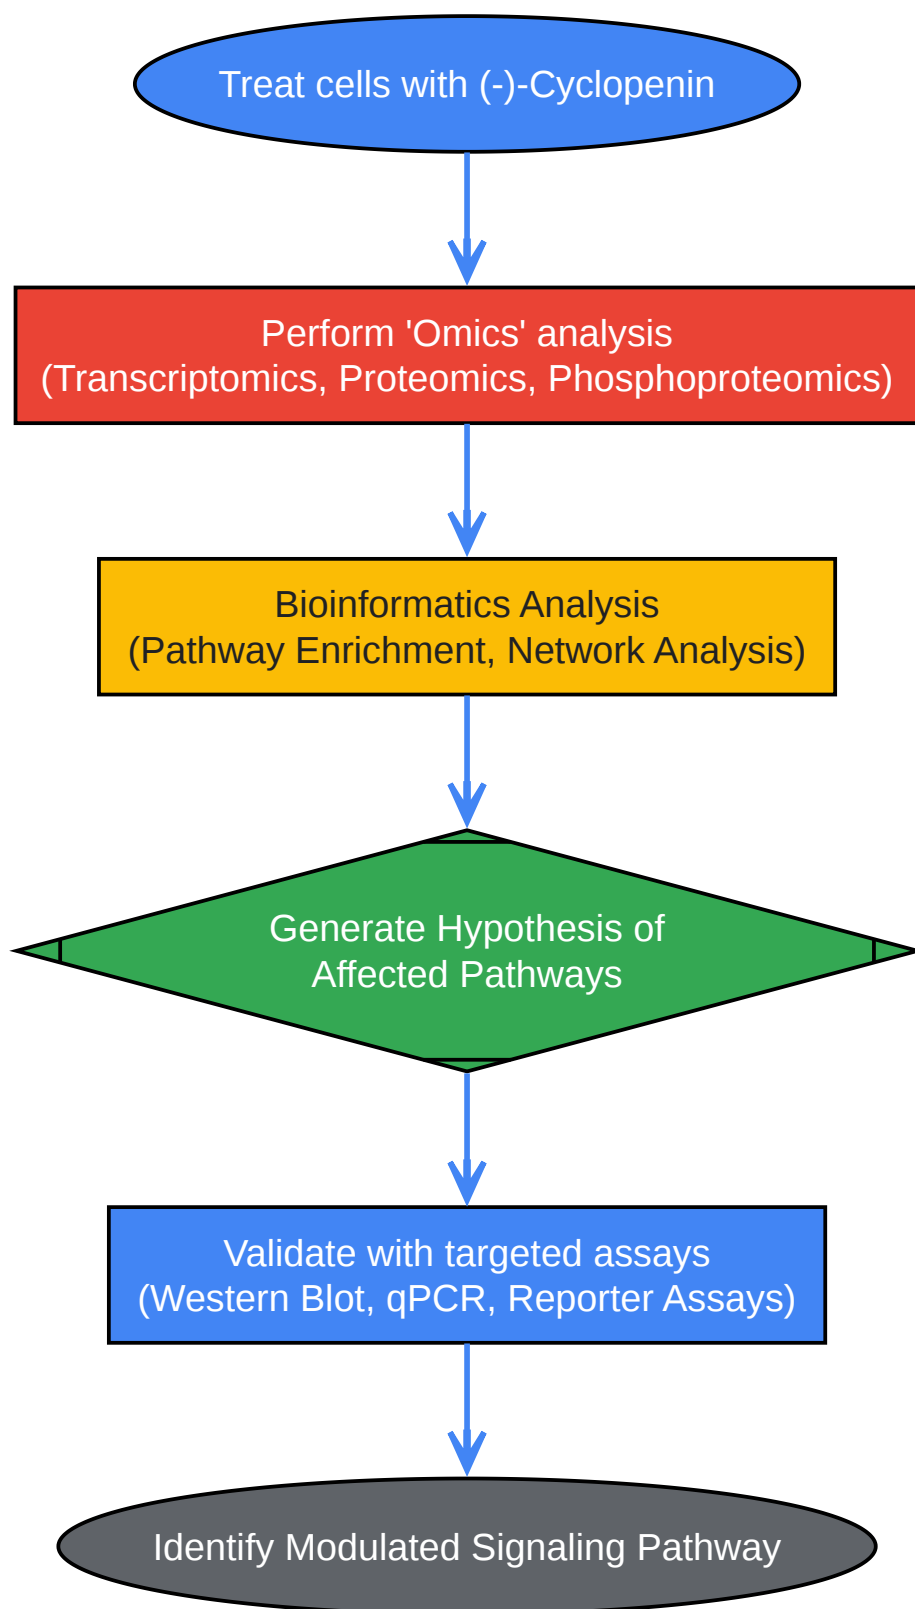 Treat cells with (-)-Cyclopenin
Perform 'Omics' analysis
(Transcriptomics, Proteomics, Phosphoproteomics)
Bioinformatics Analysis
(Pathway Enrichment, Network Analysis)
Generate Hypothesis of
Affected Pathways
Validate with targeted assays
(Western Blot, qPCR, Reporter Assays)
Identify Modulated Signaling Pathway